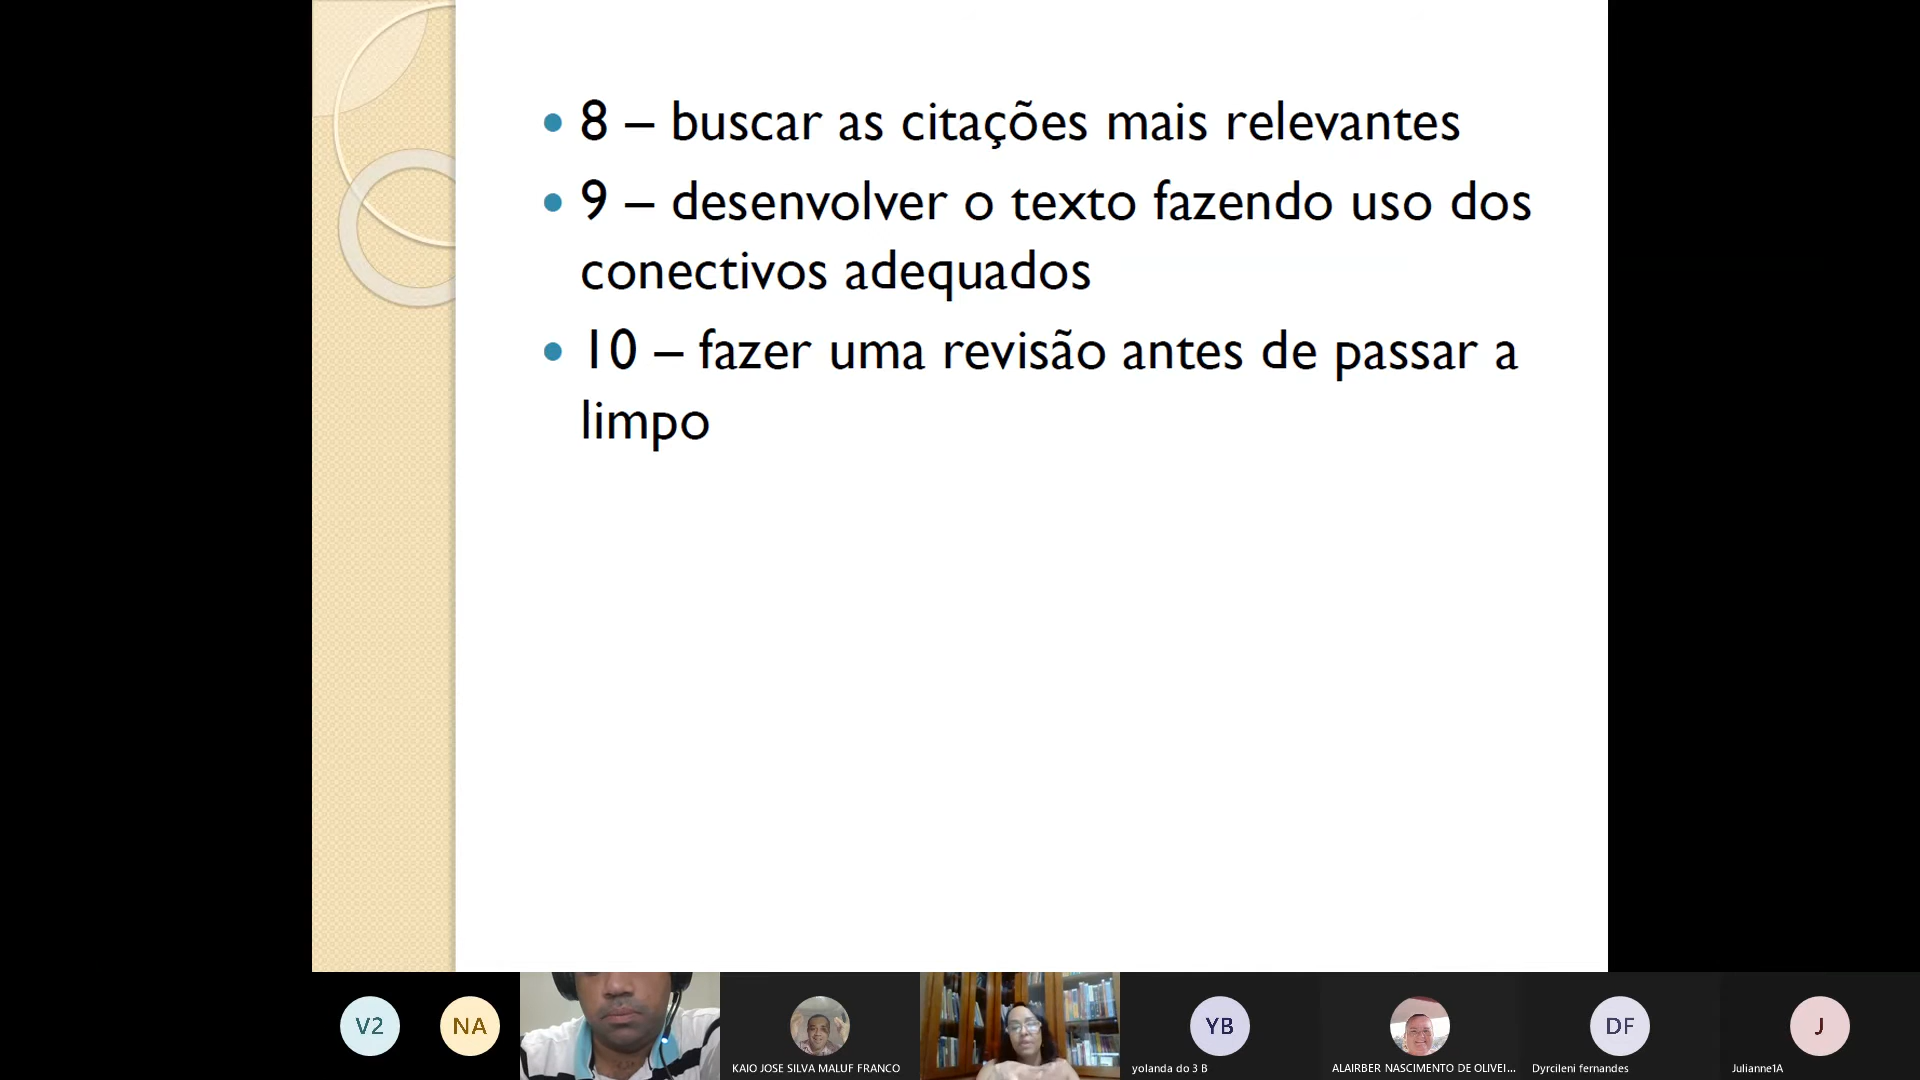 • 8 – buscar as citações mais relevantes
• 9 – desenvolver o texto fazendo uso dos
conectivos adequados
• 10 – fazer uma revisão antes de passar a
limpo
V2
NA
YB
DF
J
KAIO JOSE SILVA MALUF FRANCO
yolanda do 3 B
ALAIRBER NASCIMENTO DE OLIVEI...
Dyrcileni fernandes
Julianne1A